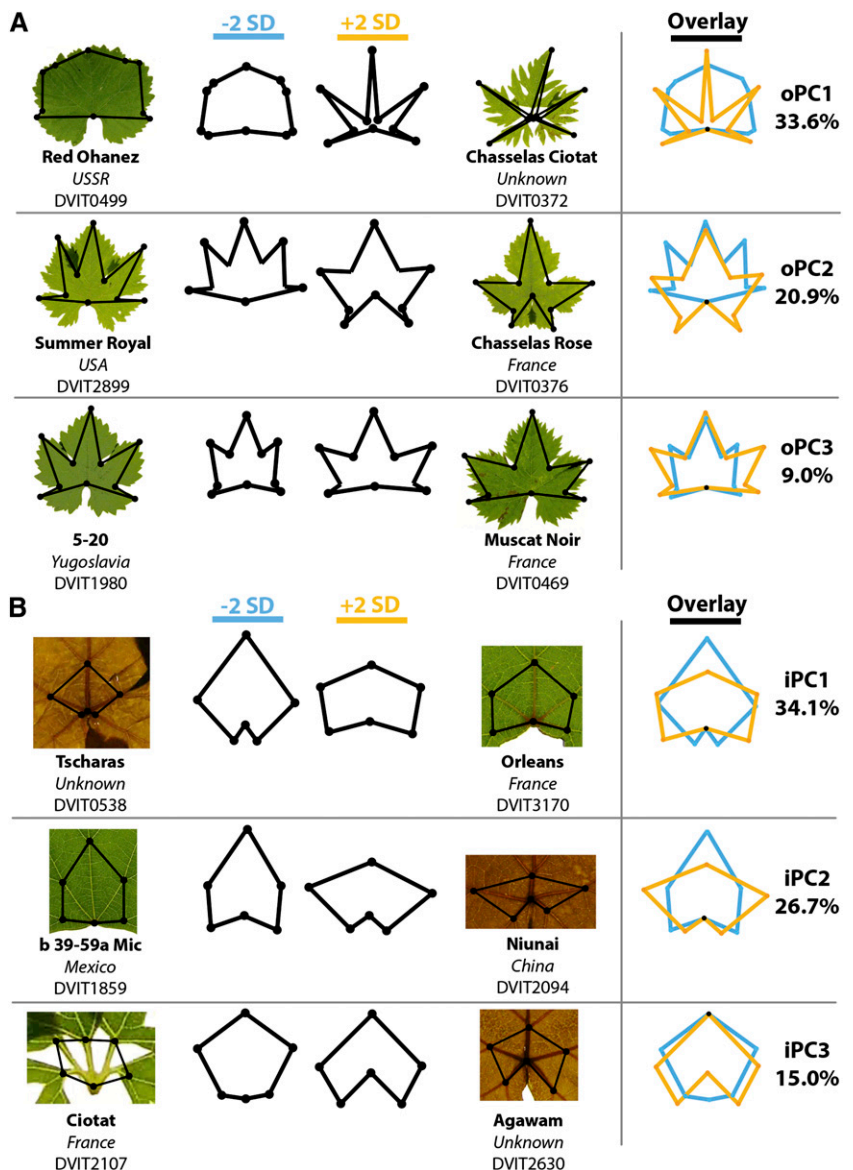 A
-2 SD
+2 SD
Overlay
Red Ohanez
USSR
DVIT0499
Chasselas Ciotat
Unknown
DVIT0372
oPC1
33.6%
Summer Royal
USA
DVIT2899
Chasselas Rose
France
DVIT0376
oPC2
20.9%
5-20
Yugoslavia
DVIT1980
Muscat Noir
France
DVIT0469
oPC3
9.0%
B
-2 SD
+2 SD
Overlay
Tscharas
Unknown
DVIT0538
Orleans
France
DVIT3170
iPC1
34.1%
b 39-59a Mic
Mexico
DVIT1859
Niunai
China
DVIT2094
iPC2
26.7%
Ciotat
France
DVIT2107
Agawam
Unknown
DVIT2630
iPC3
15.0%